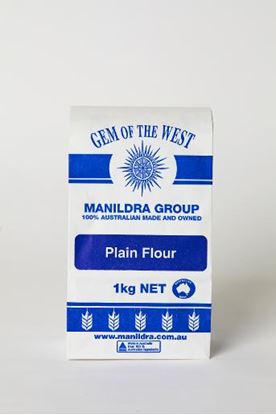 GEM OF THE WEST
MANILDRA GROUP
100% AUSTRALIAN MADE AND OWNED
Plain Flour
1kg NET
www.manildra.com.au